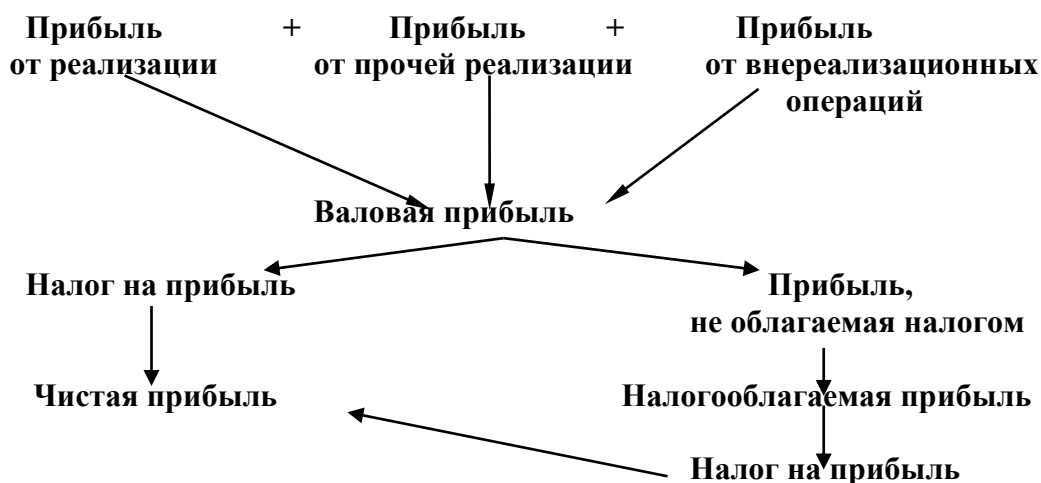 Прибыль + Прибыль + Прибыль
от реализации от прочей реализации от внереализационных
операций
Валовая прибыль
Налог на прибыль Прибыль,
не облагаемая налогом
Чистая прибыль Налогооблагаемая прибыль
Налог на прибыль